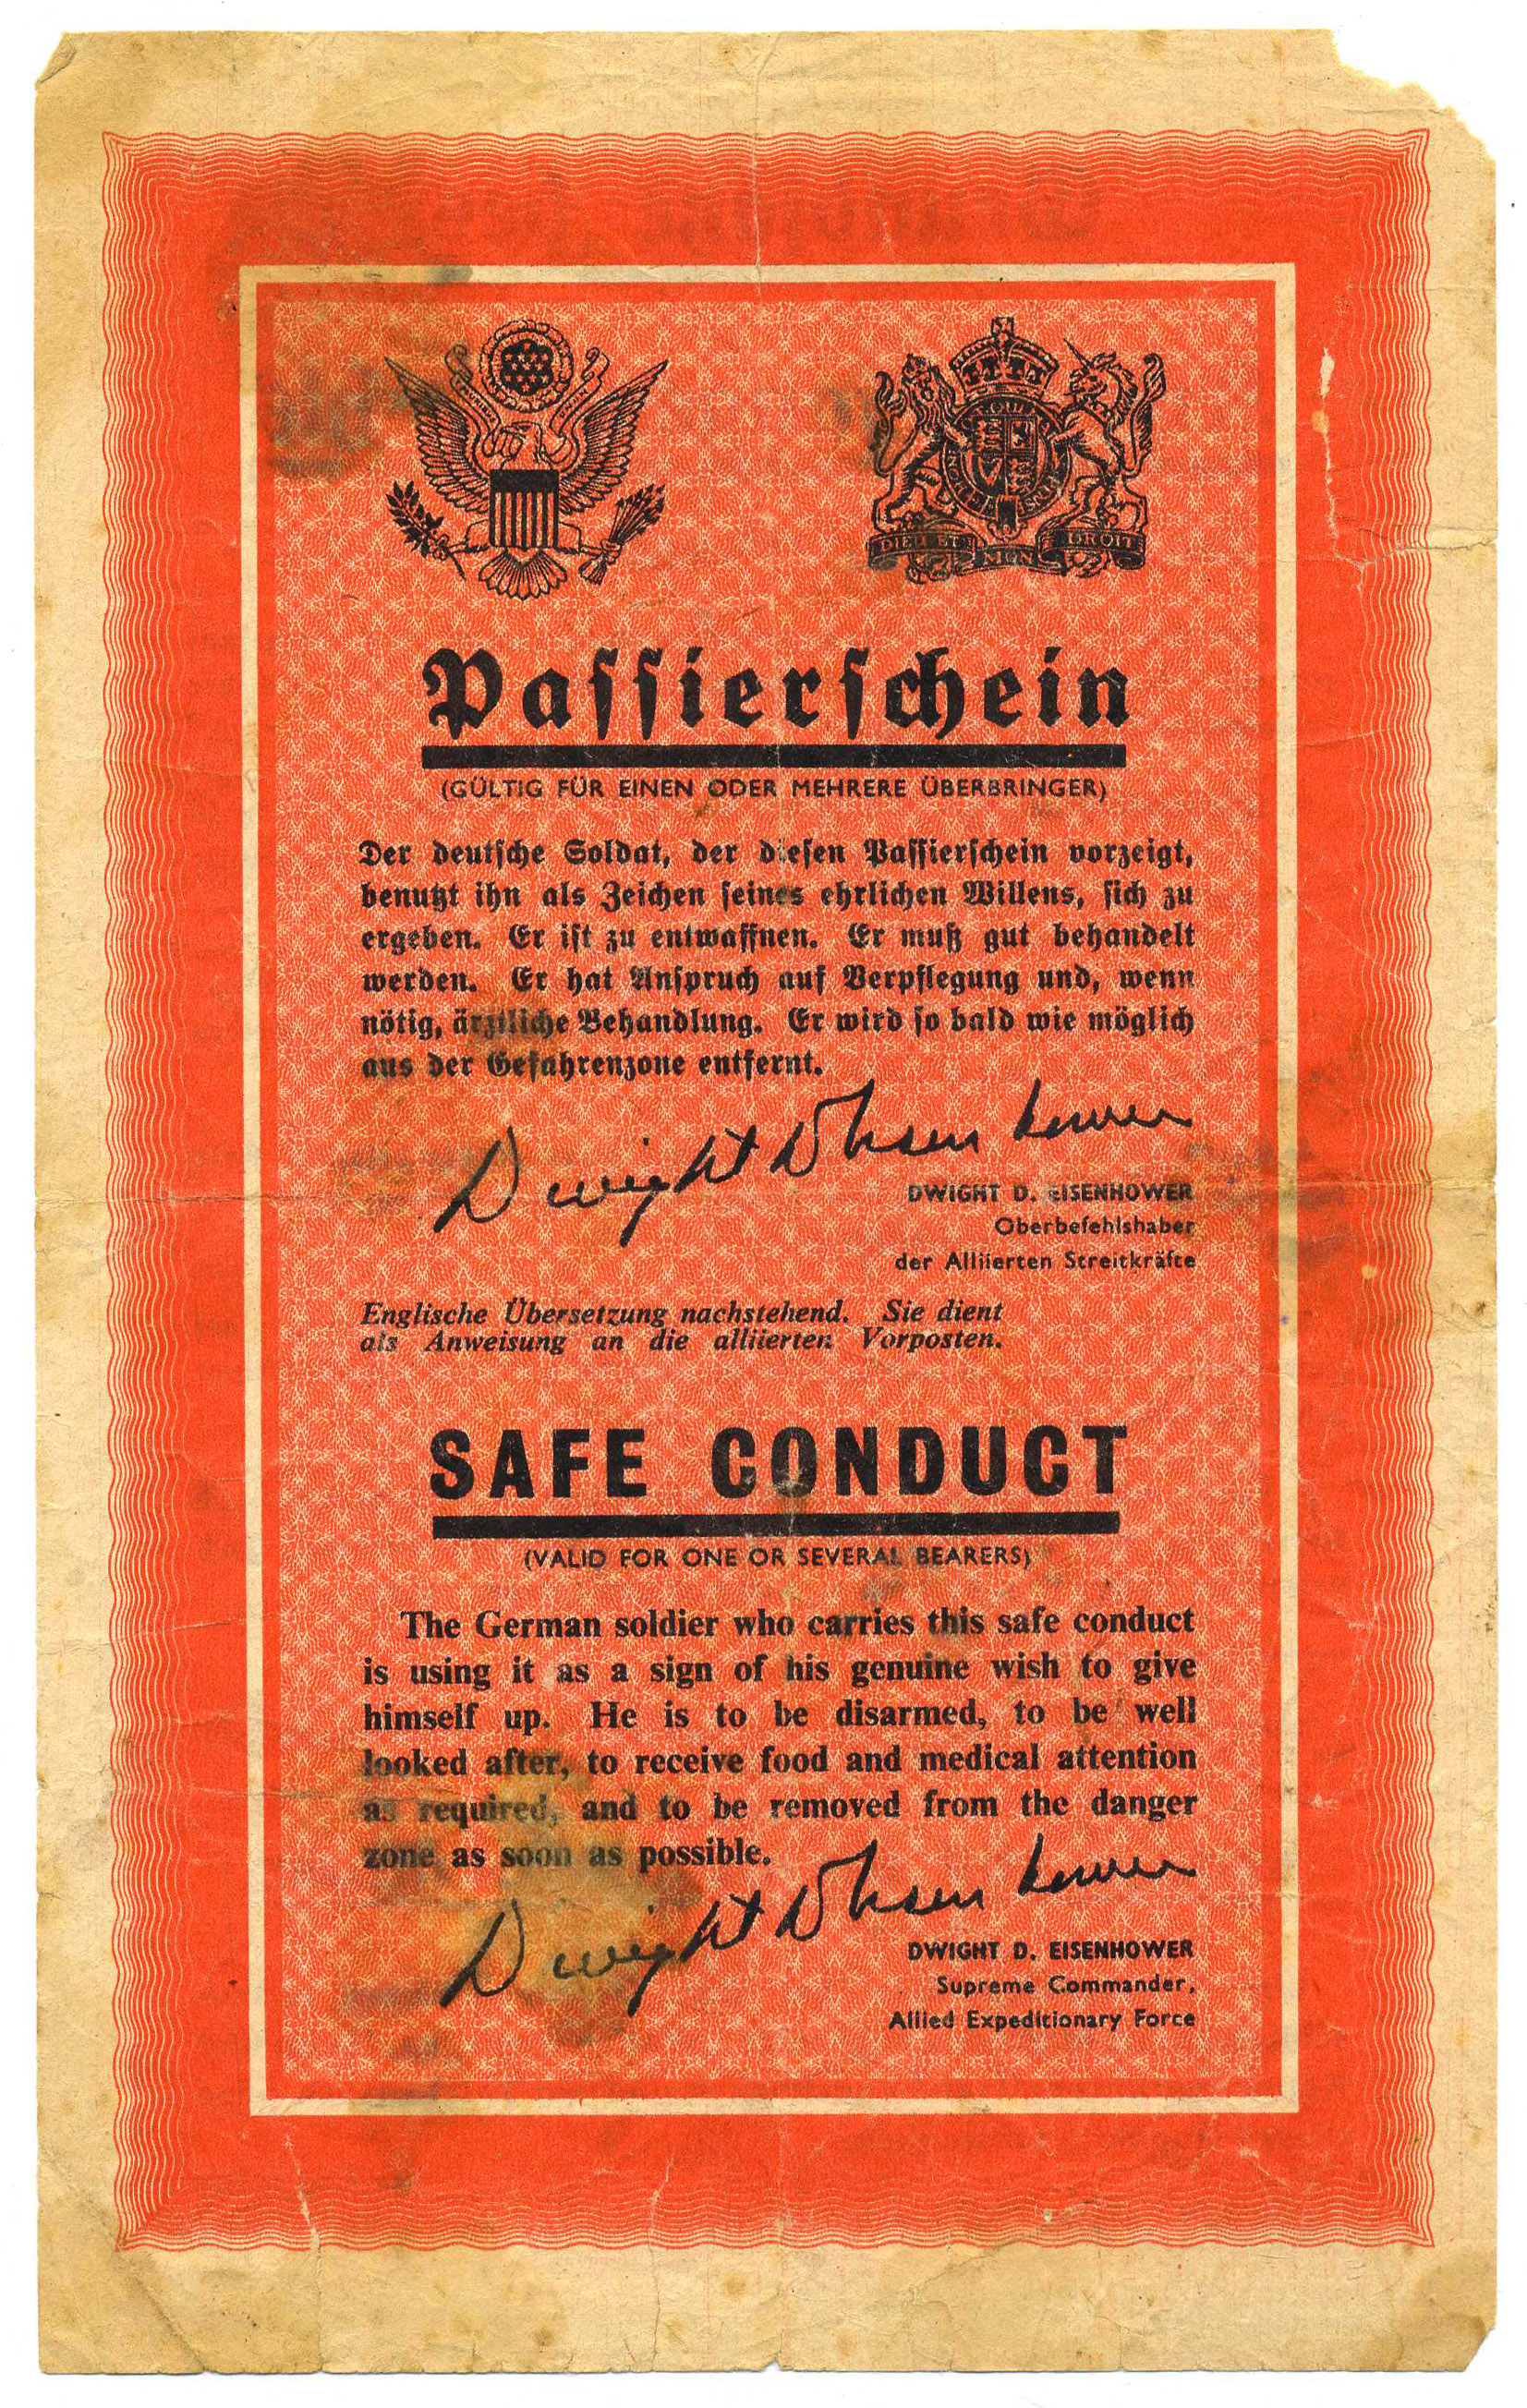 DIEU ET MON DROIT
Passierschein
(GÜLTIG FÜR EINEN ODER MEHRERE ÜBERBRINGER)
Der deutsche Soldat, der diesen Passierschein vorzeigt,
benutzt ihn als Zeichen seines ehrlichen Willens, sich zu
ergeben. Er ist zu entwaffnen. Er muß gut behandelt
werden. Er hat Anspruch auf Verpflegung und, wenn
nötig, ärztliche Behandlung. Er wird so bald wie möglich
aus der Gefahrenzone entfernt.
Dwight D Eisenhower
DWIGHT D. EISENHOWER
Oberbefehlshaber
der Alliierten Streitkräfte
Englische Übersetzung nachstehend. Sie dient
als Anweisung an die alliierten Vorposten.
SAFE CONDUCT
(VALID FOR ONE OR SEVERAL BEARERS)
The German soldier who carries this safe conduct
is using it as a sign of his genuine wish to give
himself up. He is to be disarmed, to be well
looked after, to receive food and medical attention
as required, and to be removed from the danger
zone as soon as possible.
Dwight D Eisenhower
DWIGHT D. EISENHOWER
Supreme Commander,
Allied Expeditionary Force